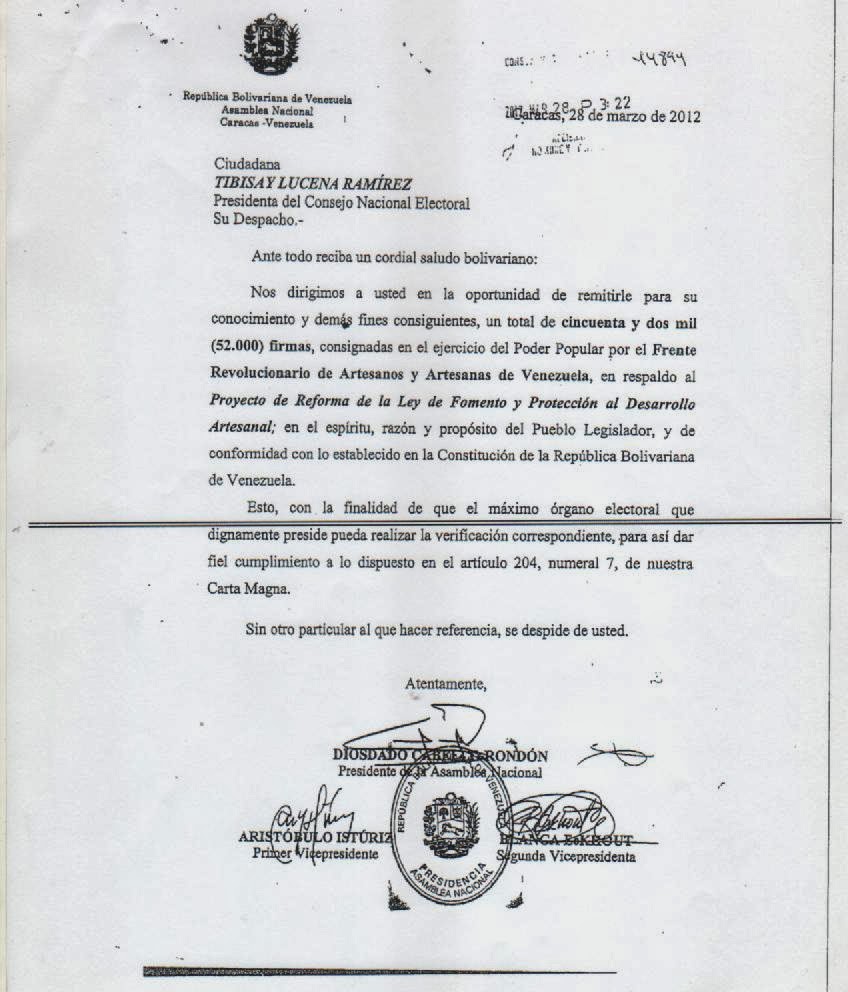 14894
República Bolivariana de Venezuela
Asamblea Nacional
Caracas -Venezuela
28 P 3:22
Caracas, 28 de marzo de 2012
Ciudadana
TIBISAY LUCENA RAMÍREZ
Presidenta del Consejo Nacional Electoral
Su Despacho.-
Ante todo reciba un cordial saludo bolivariano:
Nos dirigimos a usted en la oportunidad de remitirle para su
conocimiento y demás fines consiguientes, un total de cincuenta y dos mil
(52.000) firmas, consignadas en el ejercicio del Poder Popular por el Frente
Revolucionario de Artesanos y Artesanas de Venezuela, en respaldo al
Proyecto de Reforma de la Ley de Fomento y Protección al Desarrollo
Artesanal; en el espíritu, razón y propósito del Pueblo Legislador, y de
conformidad con lo establecido en la Constitución de la República Bolivariana
de Venezuela.
Esto, con la finalidad de que el máximo órgano electoral que
dignamente preside pueda realizar la verificación correspondiente, para así dar
fiel cumplimiento a lo dispuesto en el artículo 204, numeral 7, de nuestra
Carta Magna.
Sin otro particular al que hacer referencia, se despide de usted.
Atentamente,
DIOSDADO CABELLO RONDÓN
Presidente de la Asamblea Nacional
ARISTÓBULO ISTÚRIZ
Primer Vicepresidente
BLANCA EeKHOUT
Segunda Vicepresidenta
PRESIDENCIA
ASAMBLEA NACIONAL